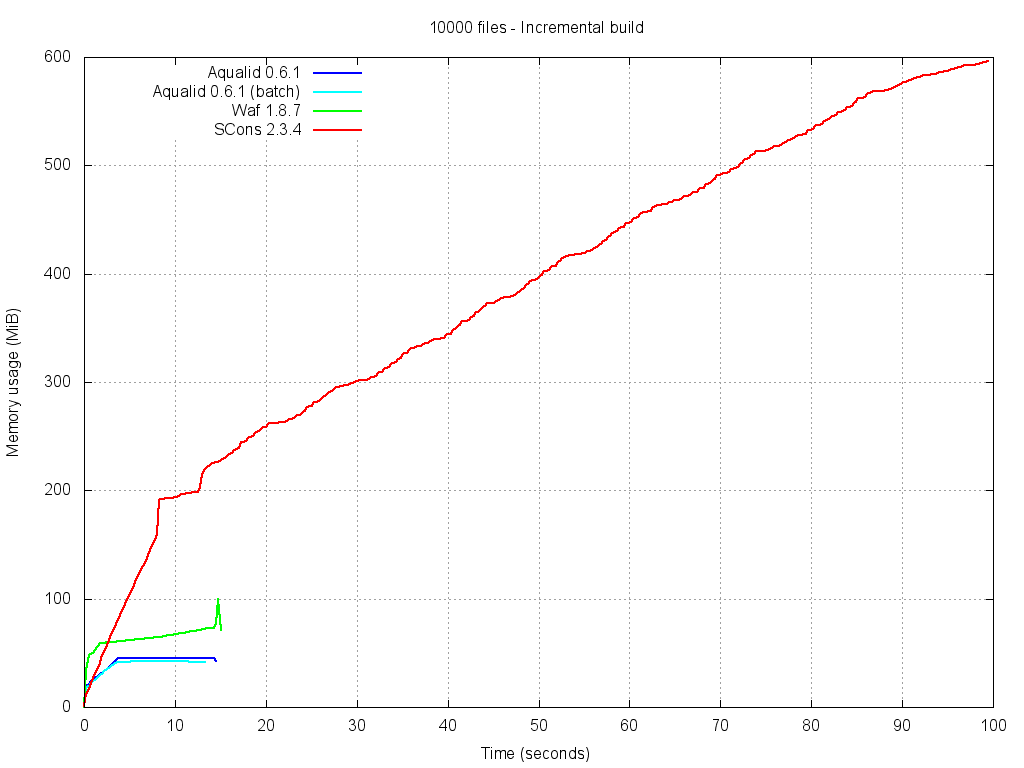 10000 files - Incremental build
Memory usage (MiB)
600
500
400
300
200
100
0
Aqualid 0.6.1
Aqualid 0.6.1 (batch)
Waf 1.8.7
SCons 2.3.4
0 10 20 30 40 50 60 70 80 90 100
Time (seconds)